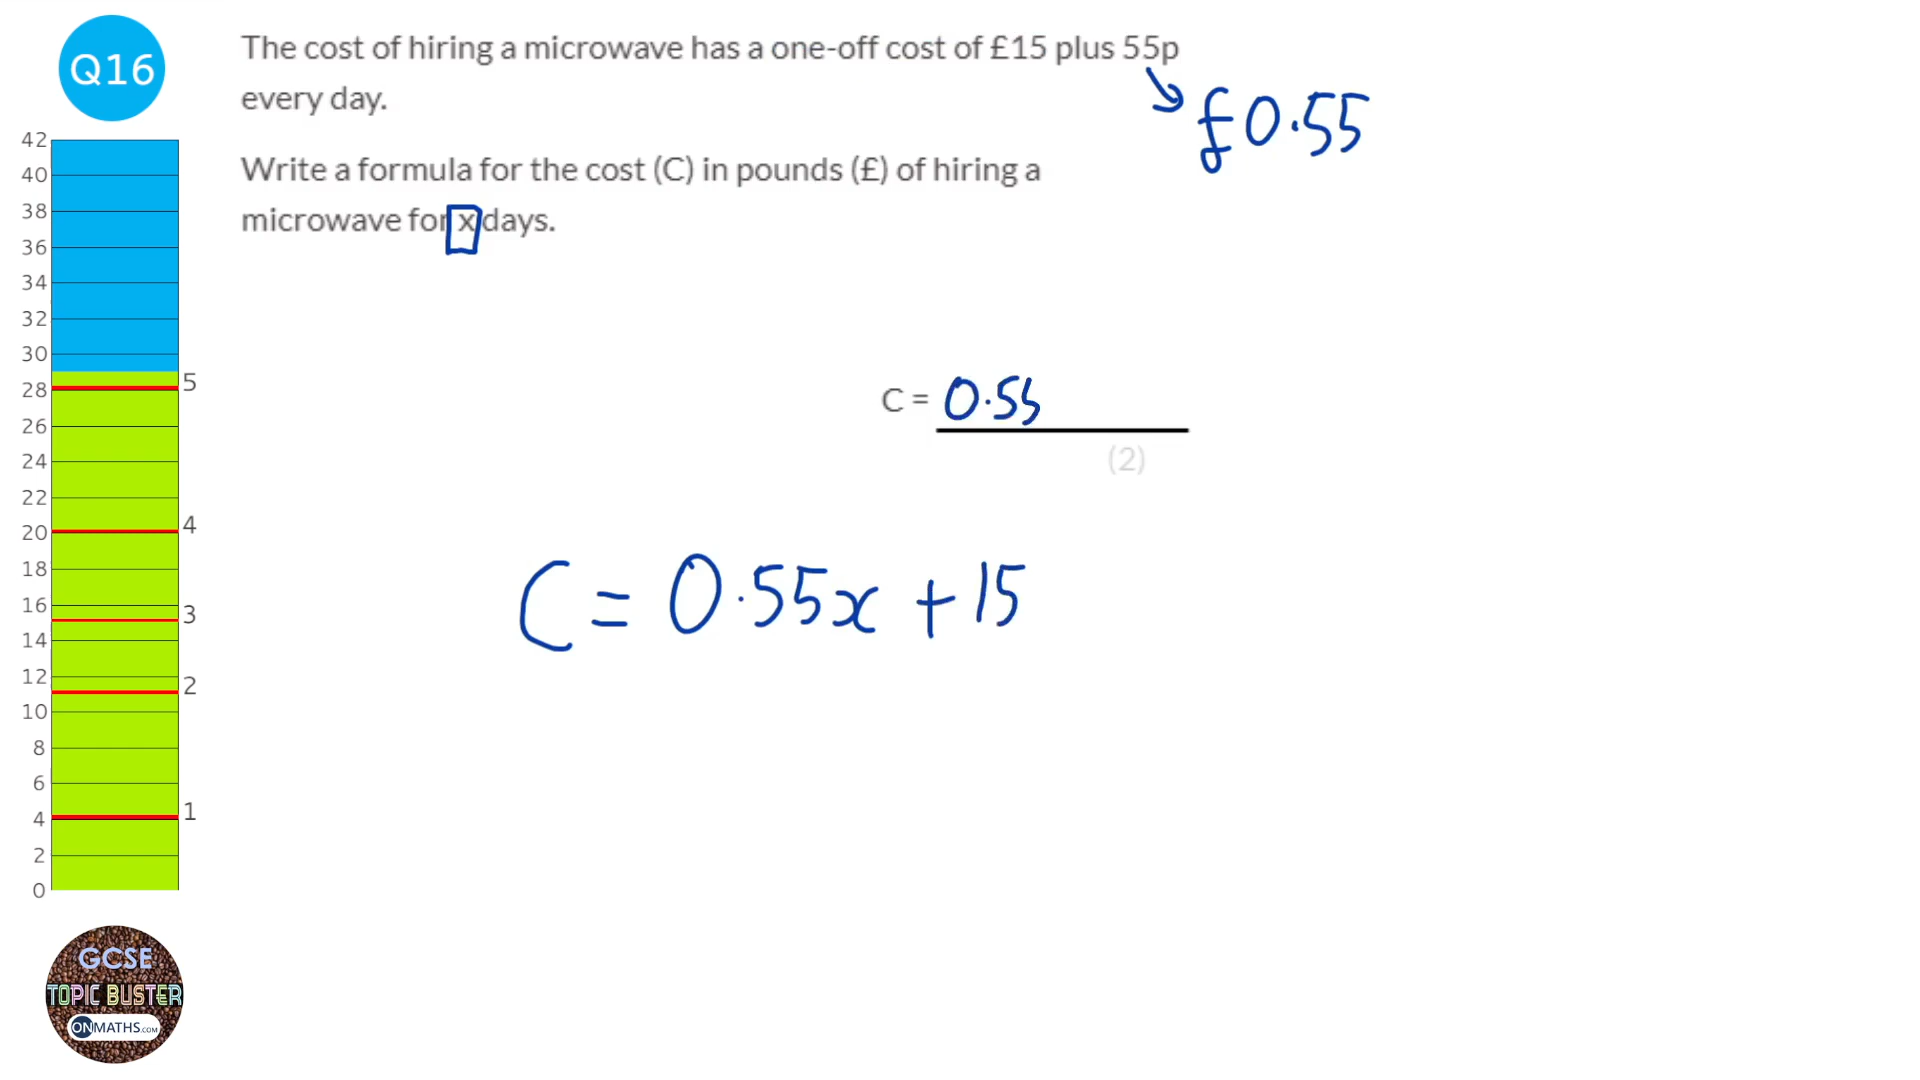 Q16
The cost of hiring a microwave has a one-off cost of £15 plus 55p
every day.
£0.55
Write a formula for the cost (C) in pounds (£) of hiring a
microwave for x days.
C = 0.55
(2)
C = 0.55x + 15
42
40
38
36
34
32
30
5
28
26
24
22
4
20
18
16
3
14
12
2
10
8
6
1
4
2
0
GCSE
TOPIC BUSTER
ONMATHS.COM